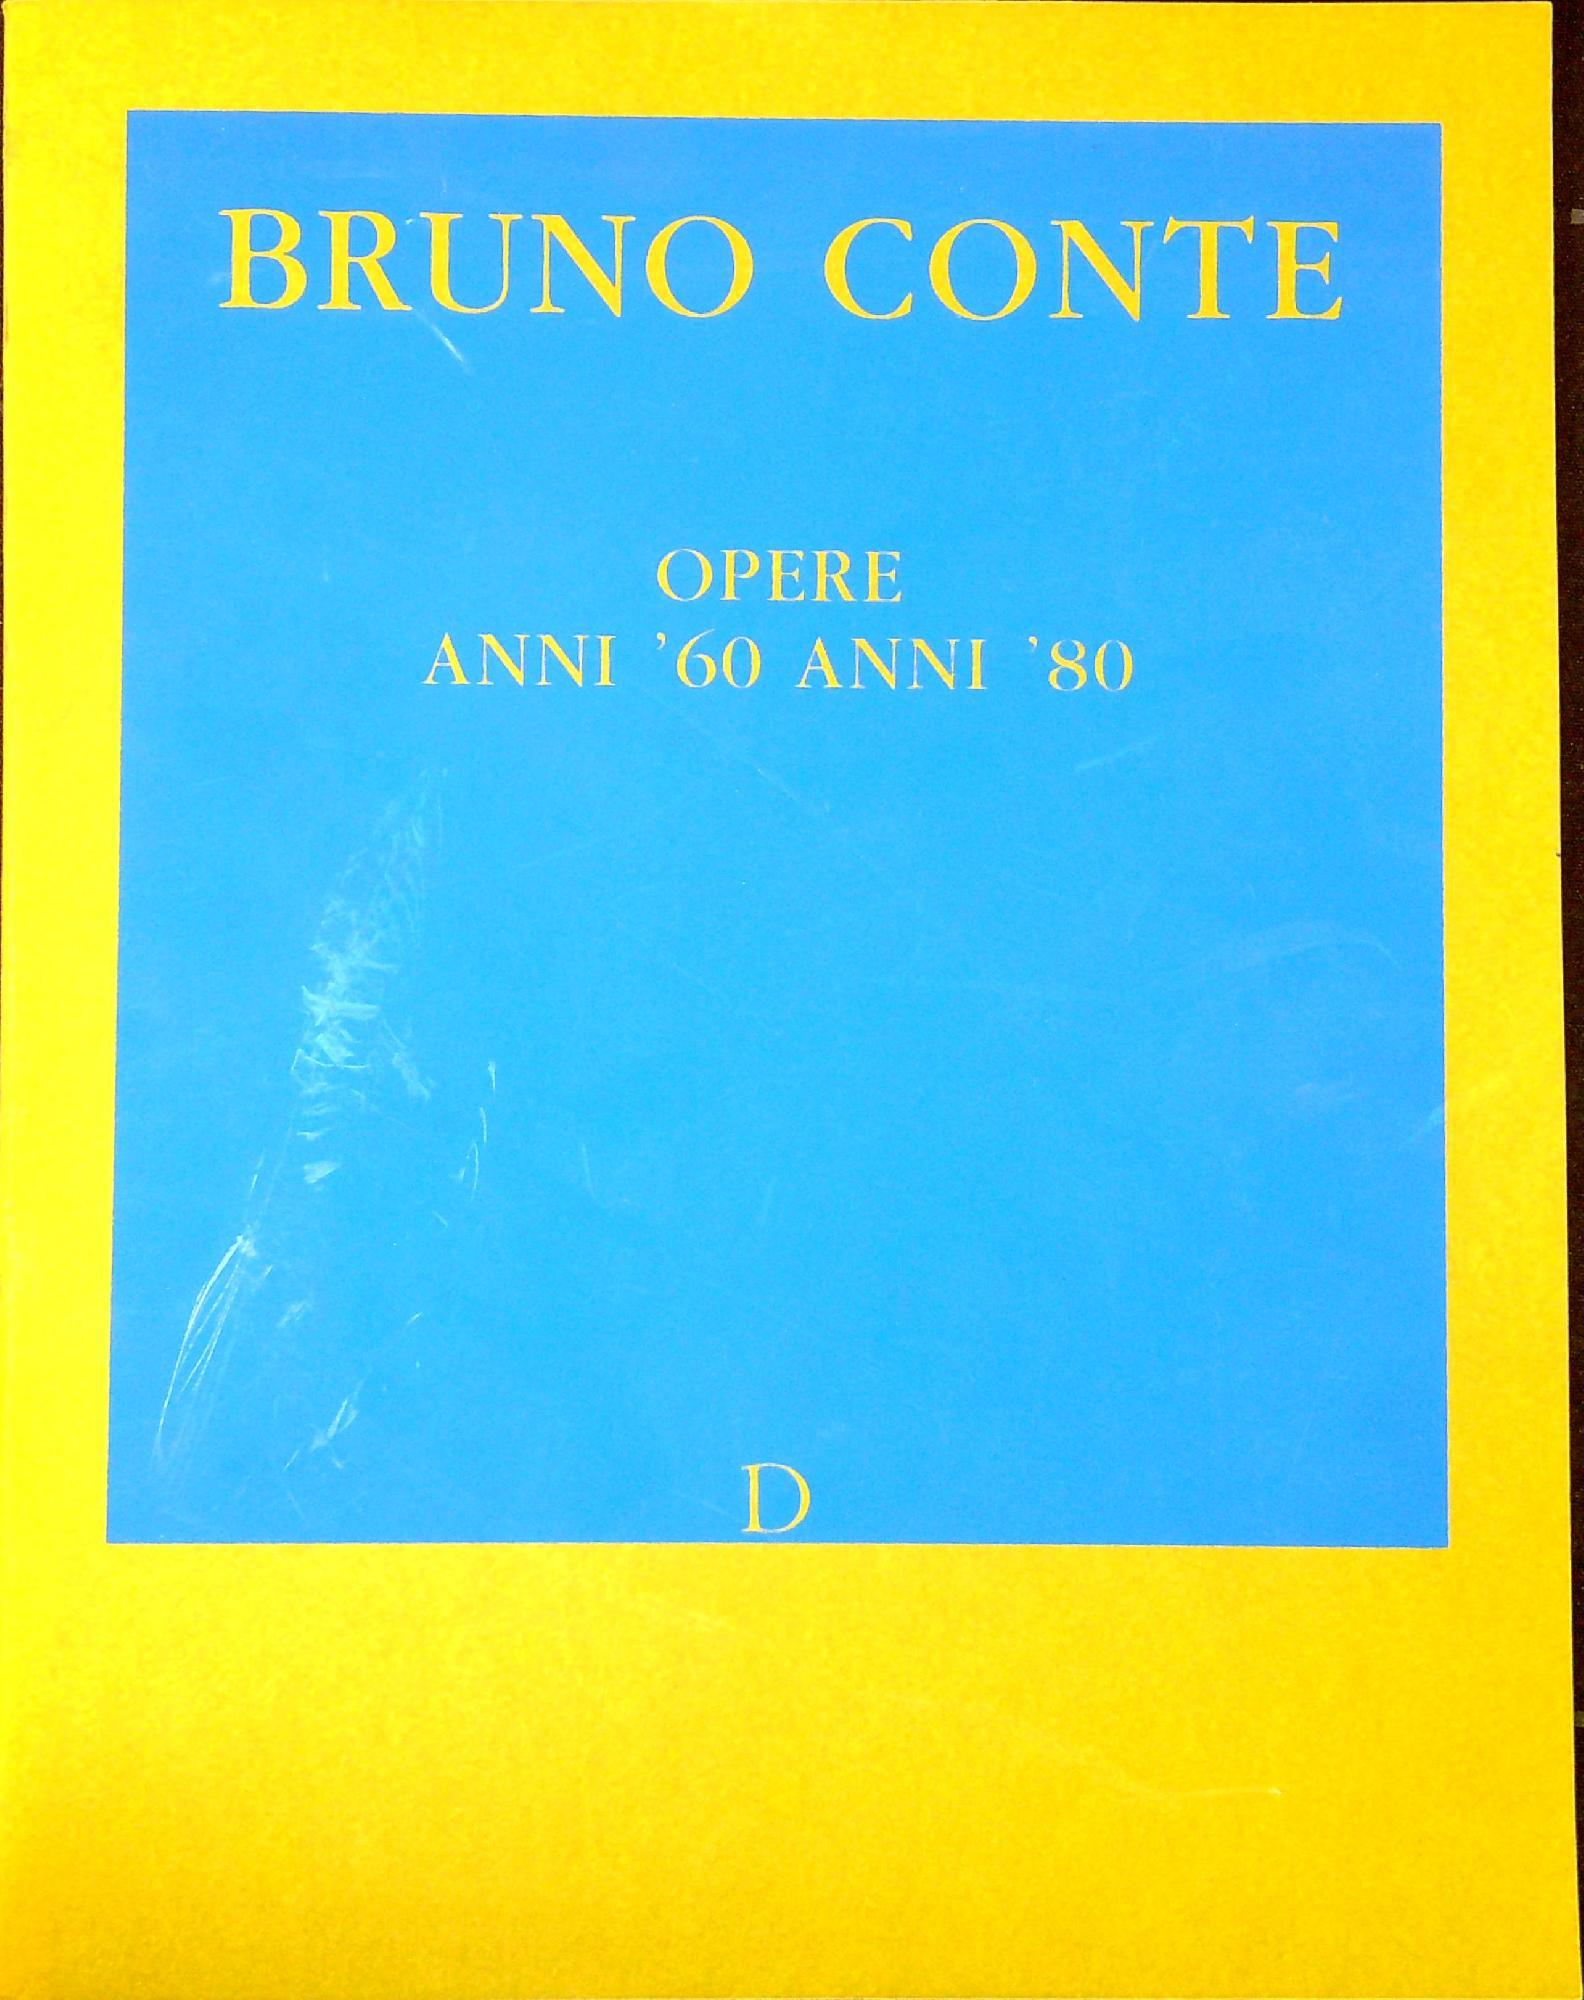 BRUNO CONTE
OPERE
ANNI '60 ANNI '80
D